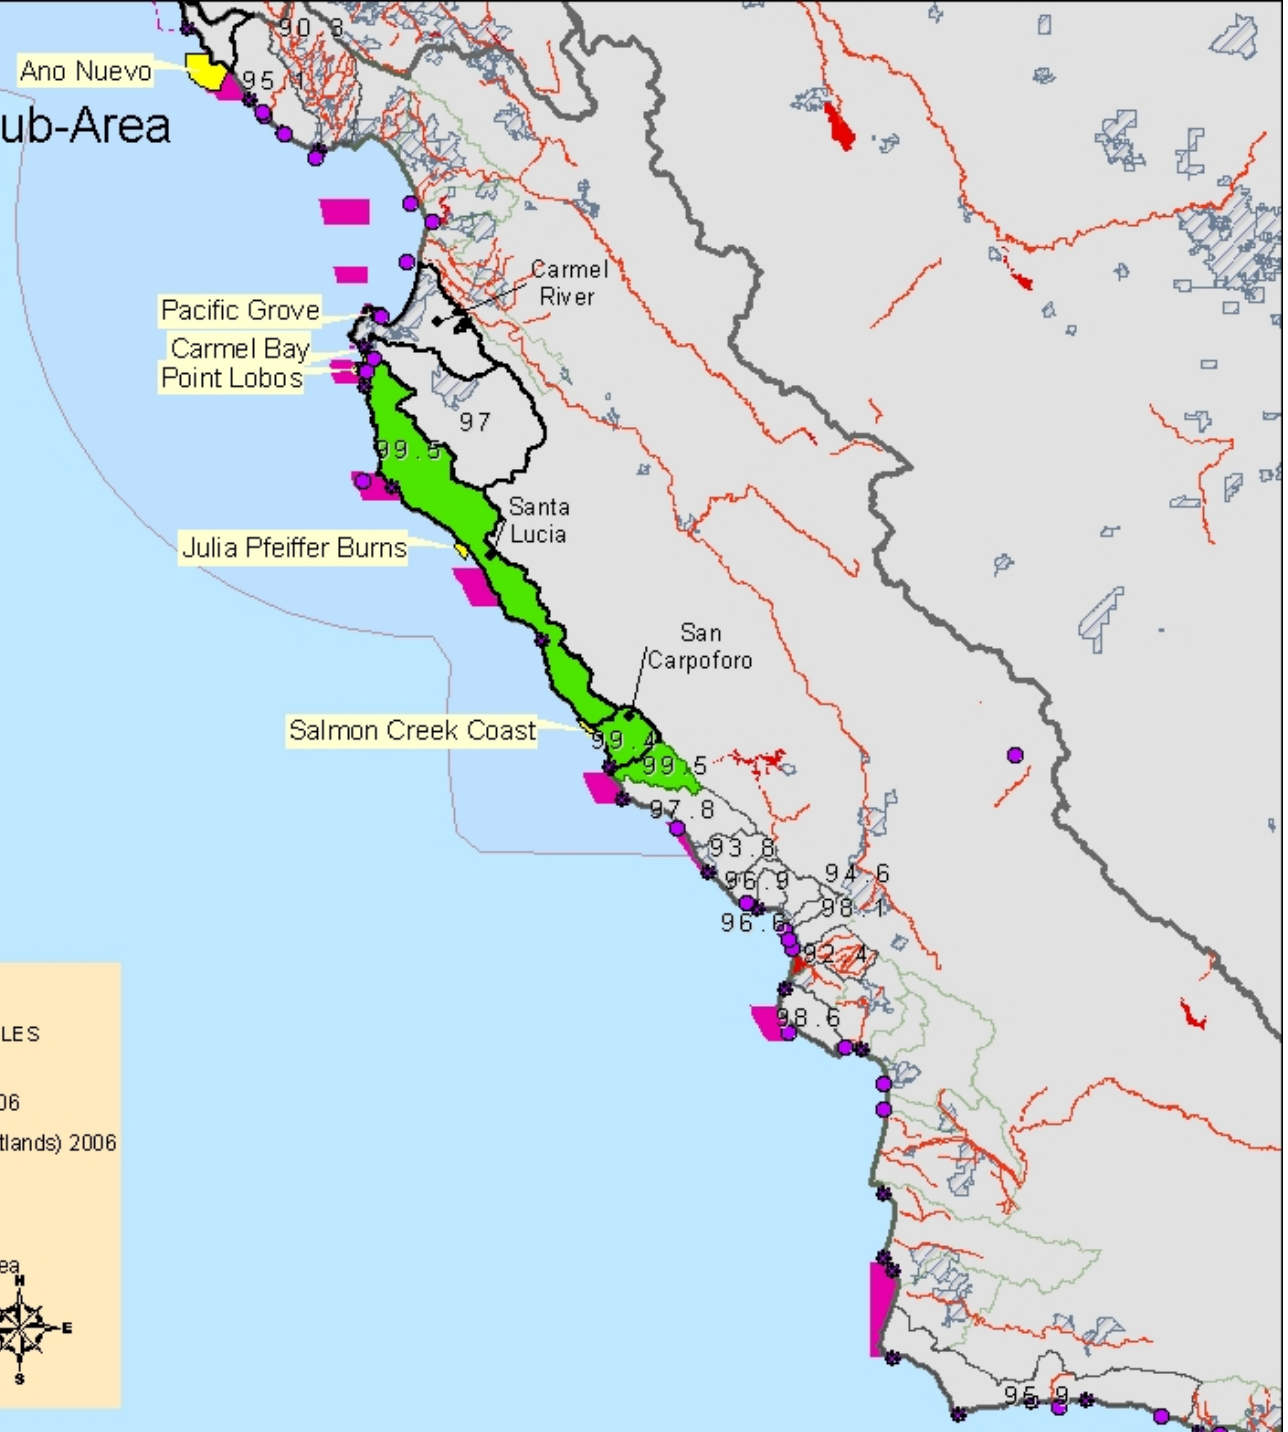 90.3
Ano Nuevo
95.1
ub-Area
Carmel
River
Pacific Grove
Carmel Bay
Point Lobos
97
99.5
Santa
Lucia
Julia Pfeiffer Burns
San
Carpoforo
Salmon Creek Coast
99.4
99.5
97.8
93.8
94.6
96.9
98.1
96.6
92.4
98.6
LES
06
tlands) 2006
ea
N
E
S
95.9